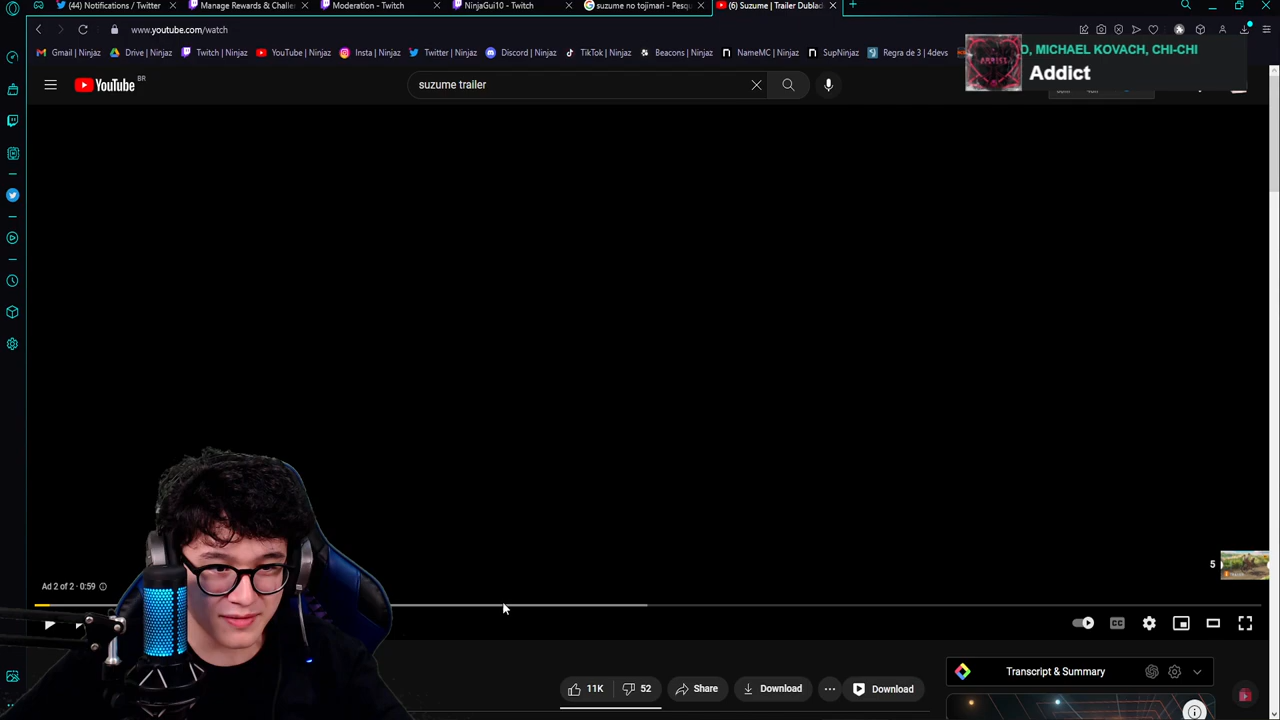 (44) Notifications / Twitter
Manage Rewards & Challe
Moderation - Twitch
NinjaGui10 - Twitch
suzume no tojimari - Pesqu
(6) Suzume | Trailer Dublad
www.youtube.com/watch
Gmail | Ninjaz
Drive | Ninjaz
Twitch | Ninjaz
YouTube | Ninjaz
Insta | Ninjaz
Twitter | Ninjaz
Discord | Ninjaz
TikTok | Ninjaz
Beacons | Ninjaz
NameMC | Ninjaz
SupNinjaz
Regra de 3 | 4devs
D, MICHAEL KOVACH, CHI-CHI
Addict
ADDICT
YouTube BR
suzume trailer
5
Ad 2 of 2 · 0:59
CC
Transcript & Summary
11K
52
Share
Download
Download